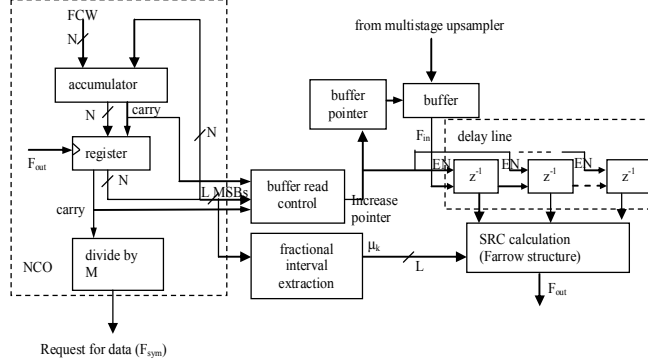 FCW
from multistage upsampler
N
accumulator
buffer pointer
buffer
N
carry
N
F_in
delay line
F_out
register
EN
EN
EN
z⁻¹
z⁻¹
z⁻¹
N
L MSBs
buffer read control
Increase pointer
carry
NCO
divide by M
fractional interval extraction
μ_k
L
SRC calculation
(Farrow structure)
F_out
Request for data (F_sym)